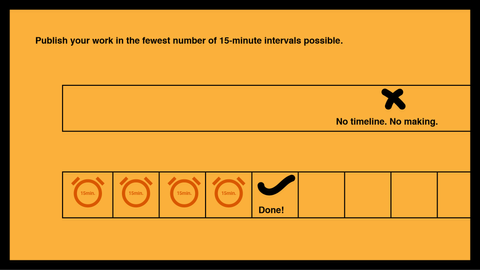 Publish your work in the fewest number of 15-minute intervals possible.
No timeline. No making.
15min. 15min. 15min. 15min.
Done!